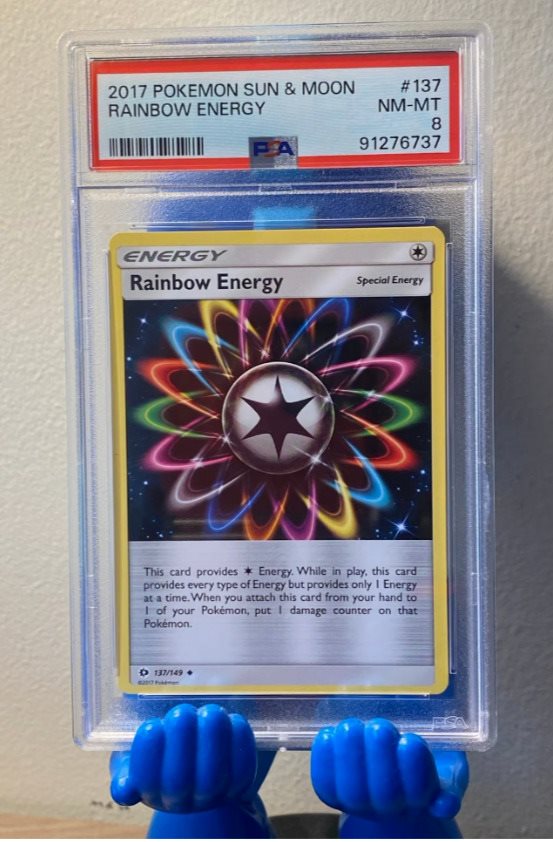 2017 POKEMON SUN & MOON #137
RAINBOW ENERGY NM-MT
8
PSA 91276737
ENERGY
Rainbow Energy Special Energy
This card provides ✶ Energy. While in play, this card
provides every type of Energy but provides only 1 Energy
at a time. When you attach this card from your hand to
1 of your Pokémon, put 1 damage counter on that
Pokémon.
137/149 ◆
©2017 Pokémon
PSA